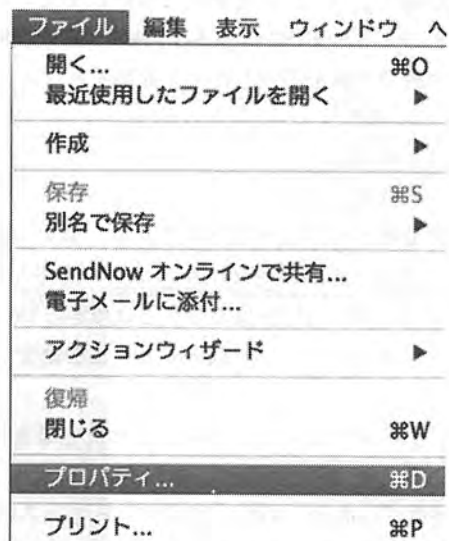 ファイル 編集 表示 ウィンドウ ヘ
開く... ⌘O
最近使用したファイルを開く ▶
作成 ▶
保存 ⌘S
別名で保存 ▶
SendNow オンラインで共有...
電子メールに添付...
アクションウィザード ▶
復帰
閉じる ⌘W
プロパティ... ⌘D
プリント... ⌘P